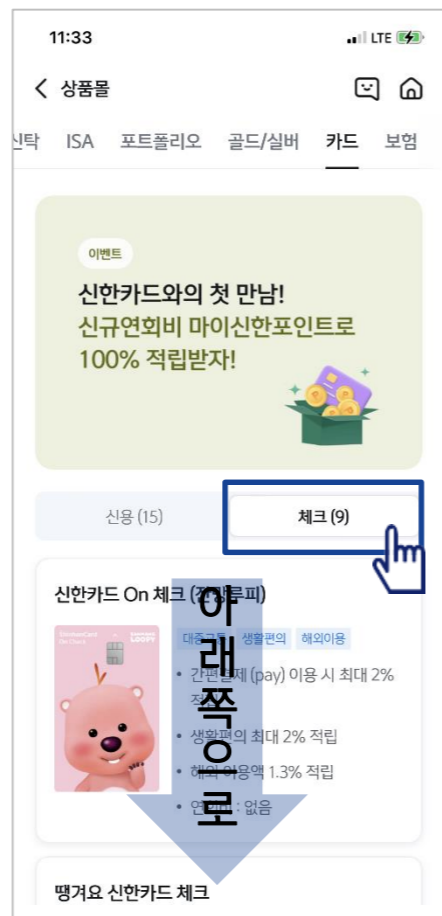 11:33
LTE
상품몰
신탁 ISA 포트폴리오 골드/실버 카드 보험
이벤트
신한카드와의 첫 만남!
신규연회비 마이신한포인트로
100% 적립받자!
신용 (15)
체크 (9)
신한카드 On 체크 (잔망루피)
대중교통 생활편의 해외이용
• 간편결제 (pay) 이용 시 최대 2%
적립
• 생활편의 최대 2% 적립
• 해외 이용액 1.3% 적립
• 연회비 : 없음
아래쪽으로
땡겨요 신한카드 체크